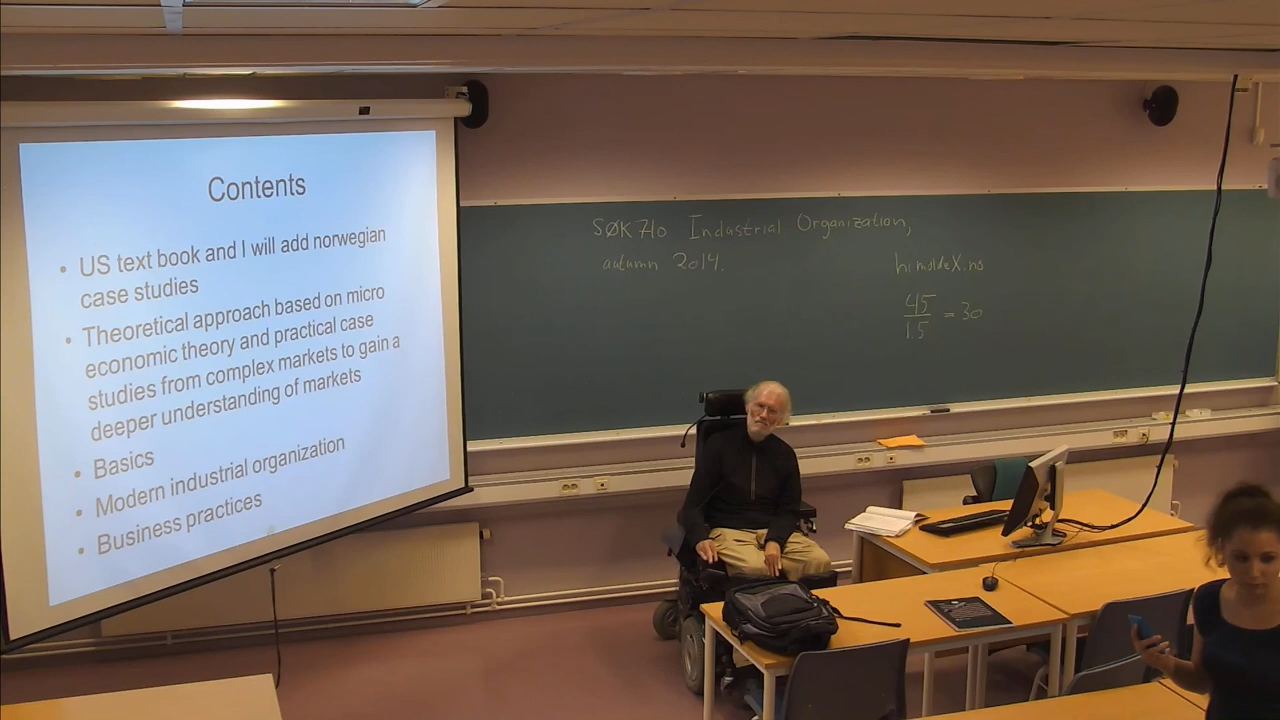 Contents
• US text book and I will add norwegian
case studies
• Theoretical approach based on micro
economic theory and practical case
studies from complex markets to gain a
deeper understanding of markets
• Basics
• Modern industrial organization
• Business practices
SØK710 Industrial Organization,
autumn 2014.
himoldeX.no
45
1.5 = 30